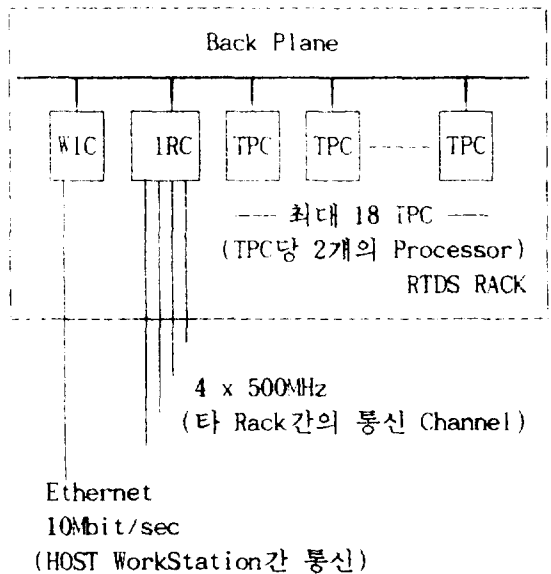 Back Plane
WIC IRC TPC TPC TPC
최대 18 TPC
(TPC당 2개의 Processor)
RTDS RACK
4 x 500MHz
(타 Rack간의 통신 Channel)
Ethernet
10Mbit/sec
(HOST WorkStation간 통신)